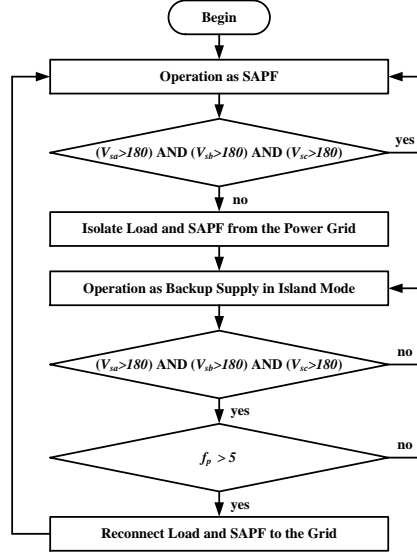 Begin
Operation as SAPF
(Vsa>180) AND (Vsb>180) AND (Vsc>180)
yes
no
Isolate Load and SAPF from the Power Grid
Operation as Backup Supply in Island Mode
(Vsa>180) AND (Vsb>180) AND (Vsc>180)
no
yes
fp > 5
no
yes
Reconnect Load and SAPF to the Grid